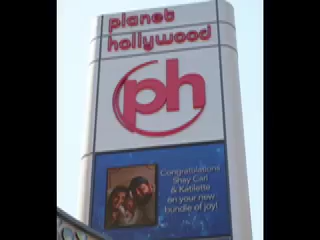 planet
hollywood
ph
Congratulations
Shay Carl
& Katilette
on your new
bundle of joy!